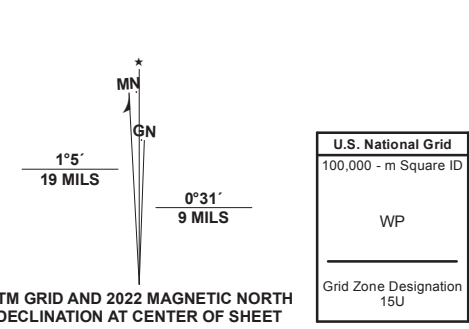 ★
MN
GN
1°5´
19 MILS
0°31´
9 MILS
TM GRID AND 2022 MAGNETIC NORTH
DECLINATION AT CENTER OF SHEET
U.S. National Grid
100,000 - m Square ID
WP
Grid Zone Designation
15U